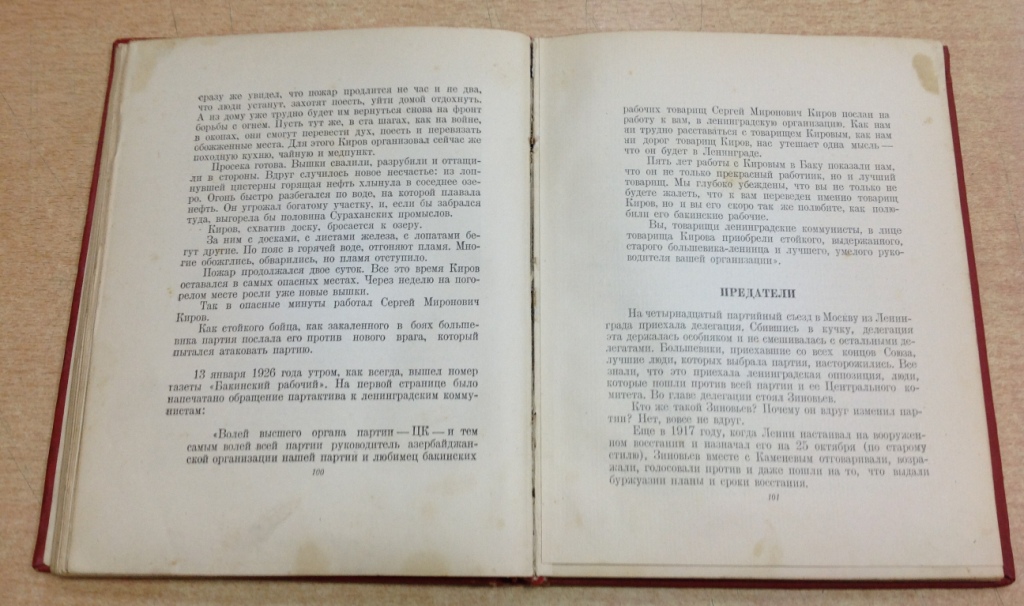 сразу же увидел, что пожар продлится не час и не два,
что люди устанут, захотят поесть, уйти домой отдохнуть.
А из дому уже трудно будет им вернуться снова на фронт
борьбы с огнем. Пусть тут же, в ста шагах, как на войне,
в окопах, они смогут перевести дух, поесть и перевязать
обожженные места. Для этого Киров организовал сейчас же
походную кухню, чайную и медпункт.
Просека готова. Вышки свалили, разрубили и оттащи-
ли в стороны. Вдруг случилось новое несчастье: из лоп-
нувшей цистерны горящая нефть хлынула в соседнее озе-
ро. Огонь быстро разбегался по воде, на которой плавала
нефть. Он угрожал богатому участку, и, если бы забрался
туда, выгорела бы половина Сураханских промыслов.
Киров, схватив доску, бросается к озеру.
За ним с досками, с листами железа, с лопатами бе-
гут другие. По пояс в горячей воде, отгоняют пламя. Мно-
гие обожглись, обварились, но пламя отступило.
Пожар продолжался двое суток. Все это время Киров
оставался в самых опасных местах. Через неделю на пого-
релом месте росли уже новые вышки.
Так в опасные минуты работал Сергей Миронович
Киров.
Как стойкого бойца, как закаленного в боях больше-
вика партия послала его против нового врага, который
пытался атаковать партию.
13 января 1926 года утром, как всегда, вышел номер
газеты «Бакинский рабочий». На первой странице было
напечатано обращение партактива к ленинградским комму-
нистам:
«Волей высшего органа партии — ЦК — и тем
самым волей всей партии руководитель азербайджан-
ской организации нашей партии и любимец бакинских
100
рабочих товарищ Сергей Миронович Киров послан на
работу к вам, в ленинградскую организацию. Как нам
ни трудно расставаться с товарищем Кировым, как нам
ни дорог товарищ Киров, нас утешает одна мысль —
что он будет в Ленинграде.
Пять лет работы с Кировым в Баку показали нам,
что он не только прекрасный работник, но и лучший
товарищ. Мы глубоко убеждены, что вы не только не
будете жалеть, что к вам переведен именно товарищ
Киров, но и вы его скоро так же полюбите, как полю-
били его бакинские рабочие.
Вы, товарищи ленинградские коммунисты, в лице
товарища Кирова приобрели стойкого, выдержанного,
старого большевика-ленинца и лучшего, умелого руко-
водителя вашей организации».
ПРЕДАТЕЛИ
На четырнадцатый партийный съезд в Москву из Ленин-
града приехала делегация. Сбившись в кучку, делегация
эта держалась особняком и не смешивалась с остальными де-
легатами. Большевики, приехавшие со всех концов Союза,
лучшие люди, которых выбрала партия, насторожились. Все
знали, что это приехала ленинградская оппозиция, люди,
которые пошли против всей партии и ее Центрального ко-
митета. Во главе делегации стоял Зиновьев.
Кто же такой Зиновьев? Почему он вдруг изменил пар-
тии? Нет, вовсе не вдруг.
Еще в 1917 году, когда Ленин настаивал на вооружен-
ном восстании и назначал его на 25 октября (по старому
стилю), Зиновьев вместе с Каменевым отговаривали, возра-
жали, голосовали против и даже пошли на то, что выдали
буржуазии планы и сроки восстания.
101